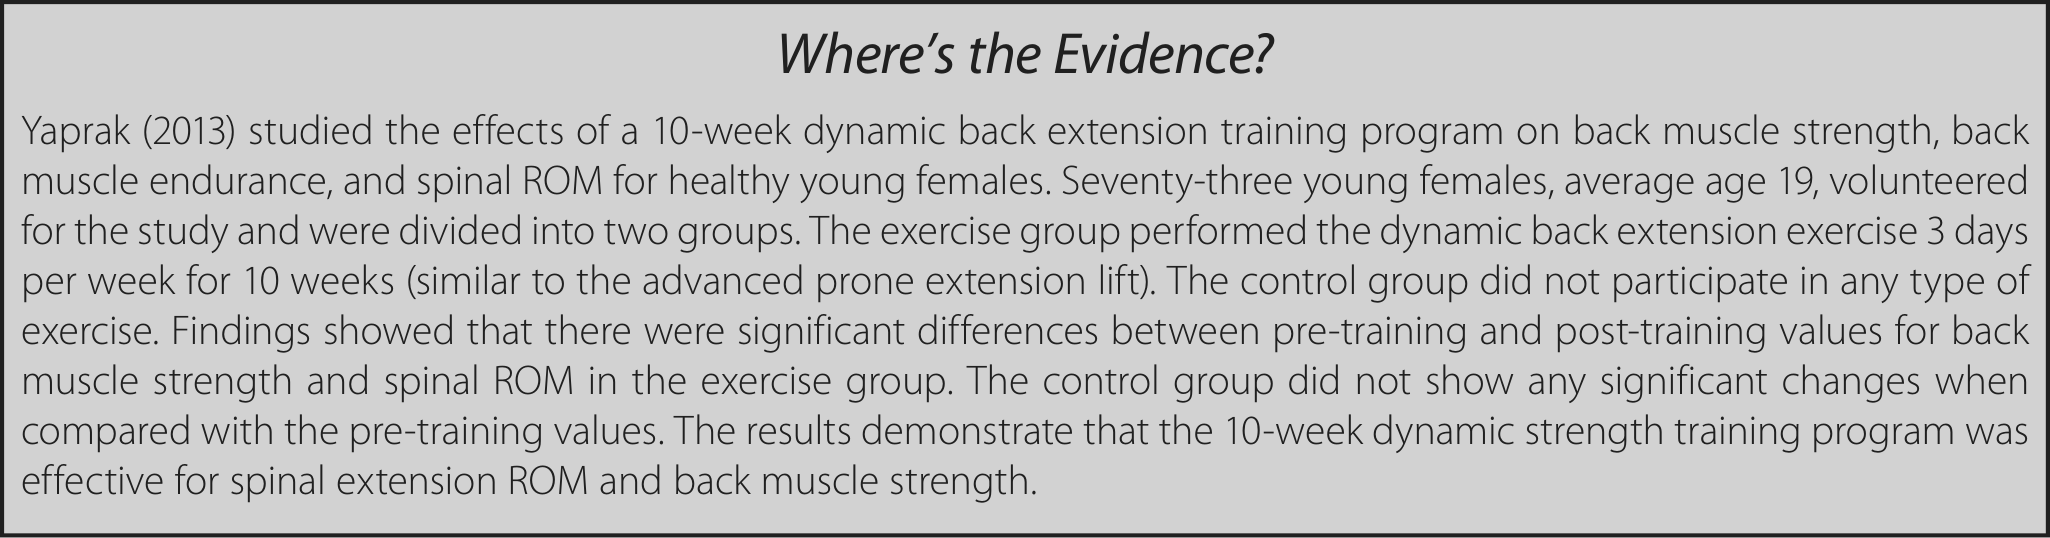 Where’s the Evidence?
Yaprak (2013) studied the effects of a 10-week dynamic back extension training program on back muscle strength, back
muscle endurance, and spinal ROM for healthy young females. Seventy-three young females, average age 19, volunteered
for the study and were divided into two groups. The exercise group performed the dynamic back extension exercise 3 days
per week for 10 weeks (similar to the advanced prone extension lift). The control group did not participate in any type of
exercise. Findings showed that there were significant differences between pre-training and post-training values for back
muscle strength and spinal ROM in the exercise group. The control group did not show any significant changes when
compared with the pre-training values. The results demonstrate that the 10-week dynamic strength training program was
effective for spinal extension ROM and back muscle strength.